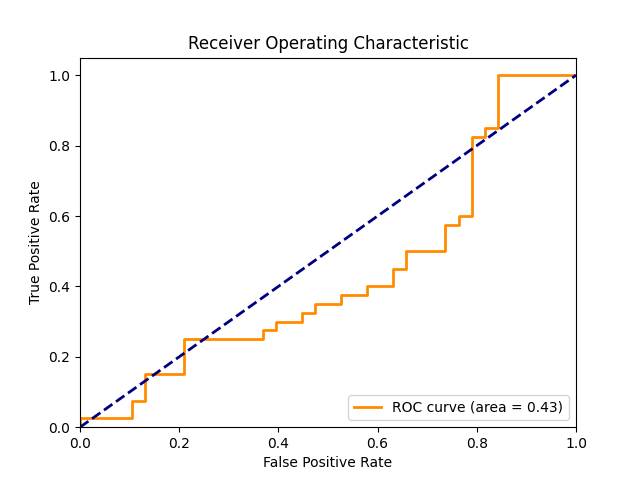 Receiver Operating Characteristic
1.0
0.8
0.6
0.4
0.2
0.0
True Positive Rate
ROC curve (area = 0.43)
0.0 0.2 0.4 0.6 0.8 1.0
False Positive Rate